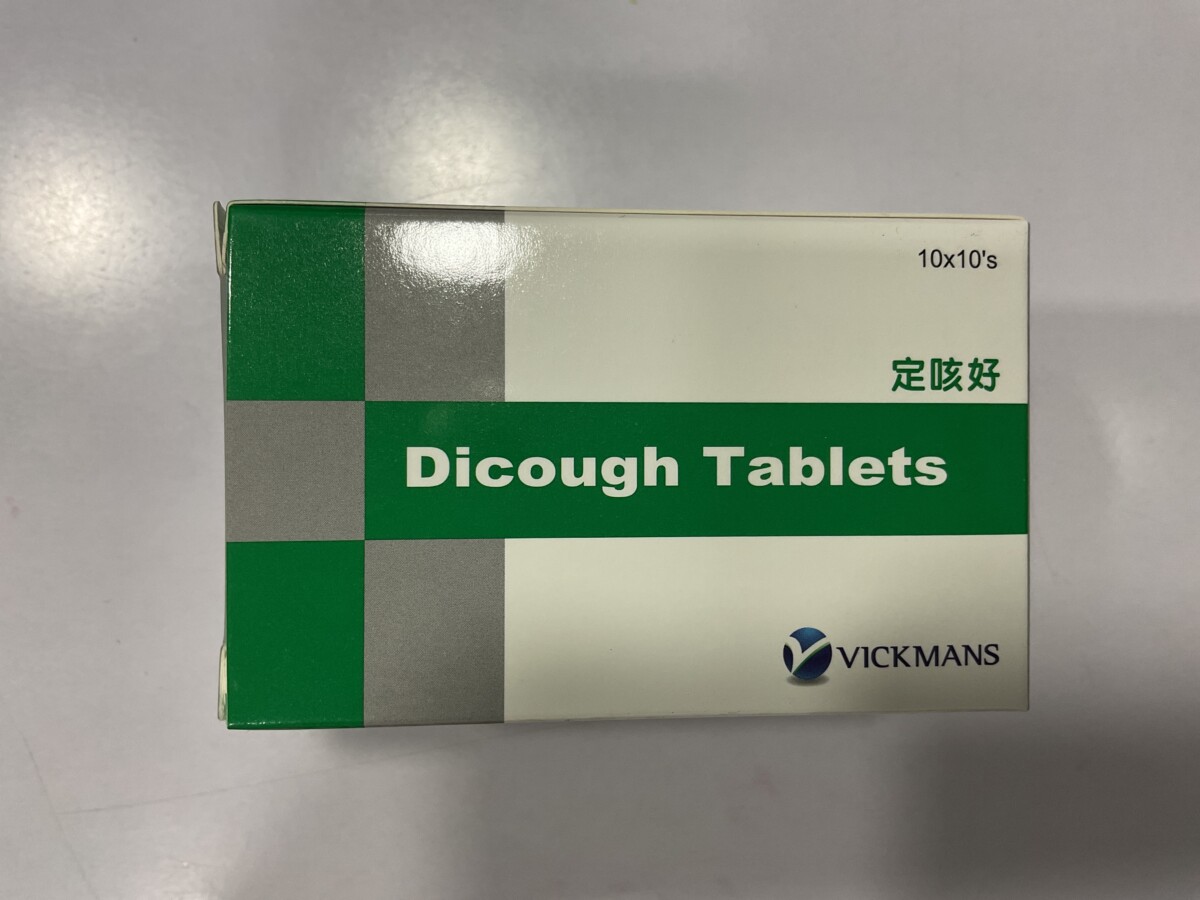 10x10's
定咳好
Dicough Tablets
VICKMANS